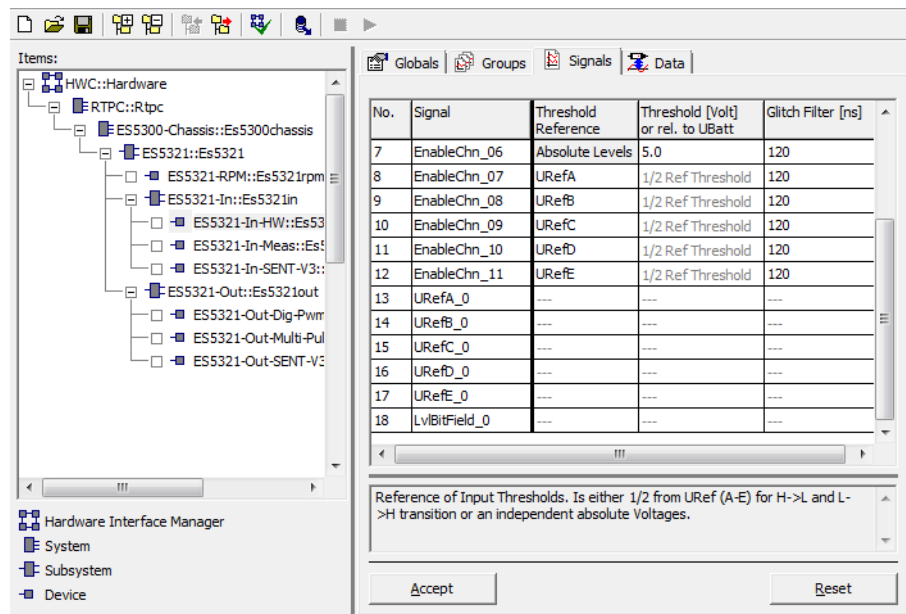 Items:
HWC::Hardware
RTPC::Rtpc
ES5300-Chassis::Es5300chassis
ES5321::Es5321
ES5321-RPM::Es5321rpm
ES5321-In::Es5321in
ES5321-In-HW::Es53
ES5321-In-Meas::Es5
ES5321-In-SENT-V3::
ES5321-Out::Es5321out
ES5321-Out-Dig-Pwm
ES5321-Out-Multi-Pul
ES5321-Out-SENT-V3
Hardware Interface Manager
System
Subsystem
Device
Globals Groups Signals Data
No. Signal Threshold Reference Threshold [Volt] or rel. to UBatt Glitch Filter [ns]
7 EnableChn_06 Absolute Levels 5.0 120
8 EnableChn_07 URefA 1/2 Ref Threshold 120
9 EnableChn_08 URefB 1/2 Ref Threshold 120
10 EnableChn_09 URefC 1/2 Ref Threshold 120
11 EnableChn_10 URefD 1/2 Ref Threshold 120
12 EnableChn_11 URefE 1/2 Ref Threshold 120
13 URefA_0 --- --- ---
14 URefB_0 --- --- ---
15 URefC_0 --- --- ---
16 URefD_0 --- --- ---
17 URefE_0 --- --- ---
18 LvlBitField_0 --- --- ---
Reference of Input Thresholds. Is either 1/2 from URef (A-E) for H->L and L-
>H transition or an independent absolute Voltages.
Accept Reset